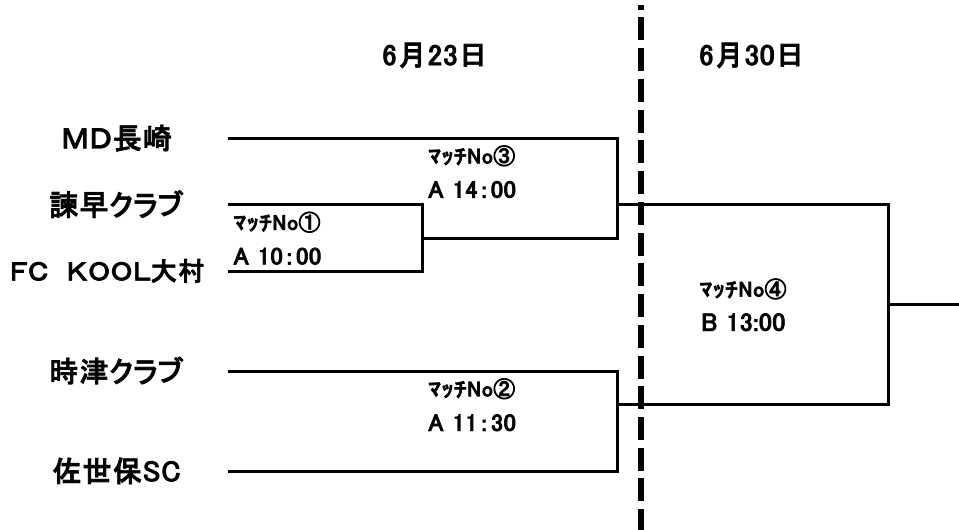 6月23日
6月30日
MD長崎
マッチNo③
A 14:00
諫早クラブ
マッチNo①
A 10:00
FC　KOOL大村
マッチNo④
B 13:00
時津クラブ
マッチNo②
A 11:30
佐世保SC